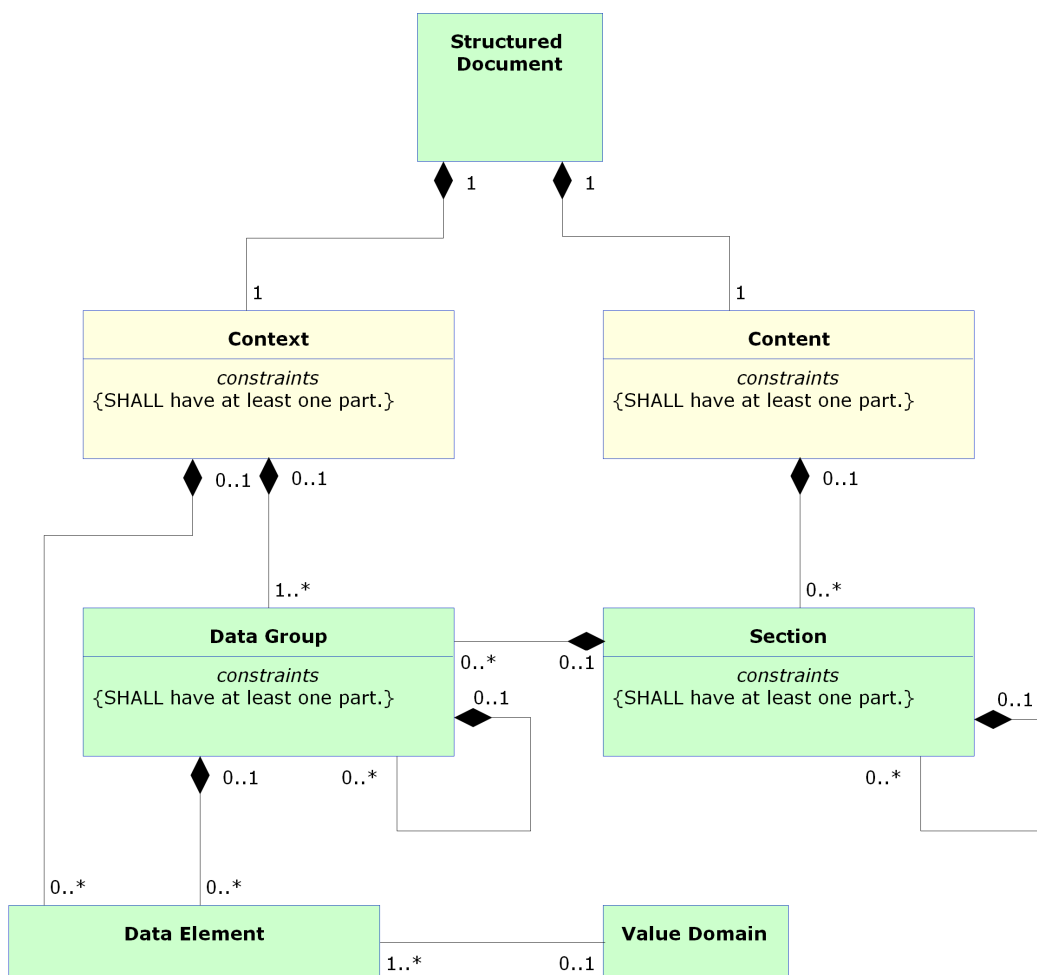 Structured
Document
1
1
1
1
Context
constraints
{SHALL have at least one part.}
Content
constraints
{SHALL have at least one part.}
0..1
0..1
0..1
1..*
0..*
Data Group
constraints
{SHALL have at least one part.}
Section
constraints
{SHALL have at least one part.}
0..*
0..1
0..1
0..1
0..1
0..*
0..*
0..*
0..*
Data Element
Value Domain
1..*
0..1